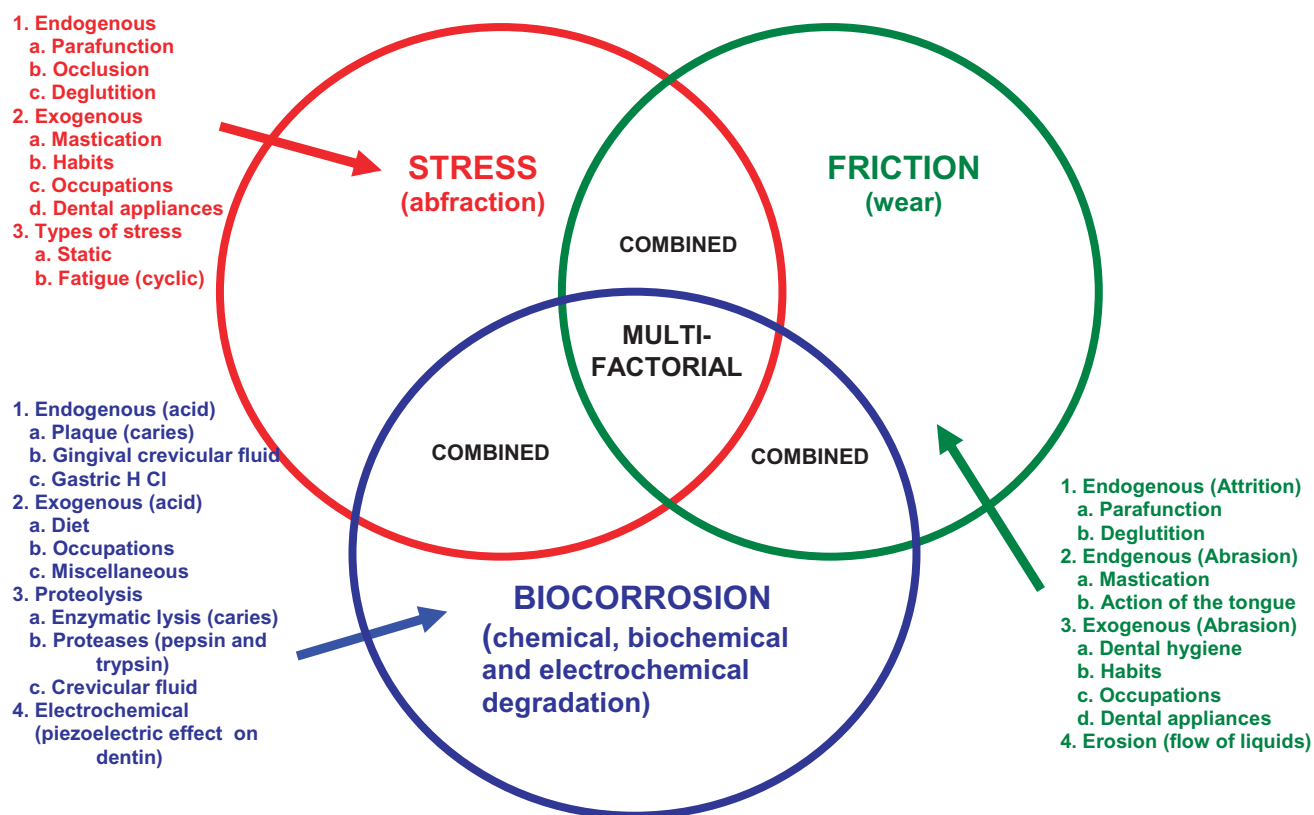 1. Endogenous
a. Parafunction
b. Occlusion
c. Deglutition
2. Exogenous
a. Mastication
b. Habits
c. Occupations
d. Dental appliances
3. Types of stress
a. Static
b. Fatigue (cyclic)
STRESS
(abfraction)
FRICTION
(wear)
COMBINED
MULTI-
FACTORIAL
COMBINED
COMBINED
1. Endogenous (acid)
a. Plaque (caries)
b. Gingival crevicular fluid
c. Gastric H Cl
2. Exogenous (acid)
a. Diet
b. Occupations
c. Miscellaneous
3. Proteolysis
a. Enzymatic lysis (caries)
b. Proteases (pepsin and
trypsin)
c. Crevicular fluid
4. Electrochemical
(piezoelectric effect on
dentin)
BIOCORROSION
(chemical, biochemical
and electrochemical
degradation)
1. Endogenous (Attrition)
a. Parafunction
b. Deglutition
2. Endgenous (Abrasion)
a. Mastication
b. Action of the tongue
3. Exogenous (Abrasion)
a. Dental hygiene
b. Habits
c. Occupations
d. Dental appliances
4. Erosion (flow of liquids)